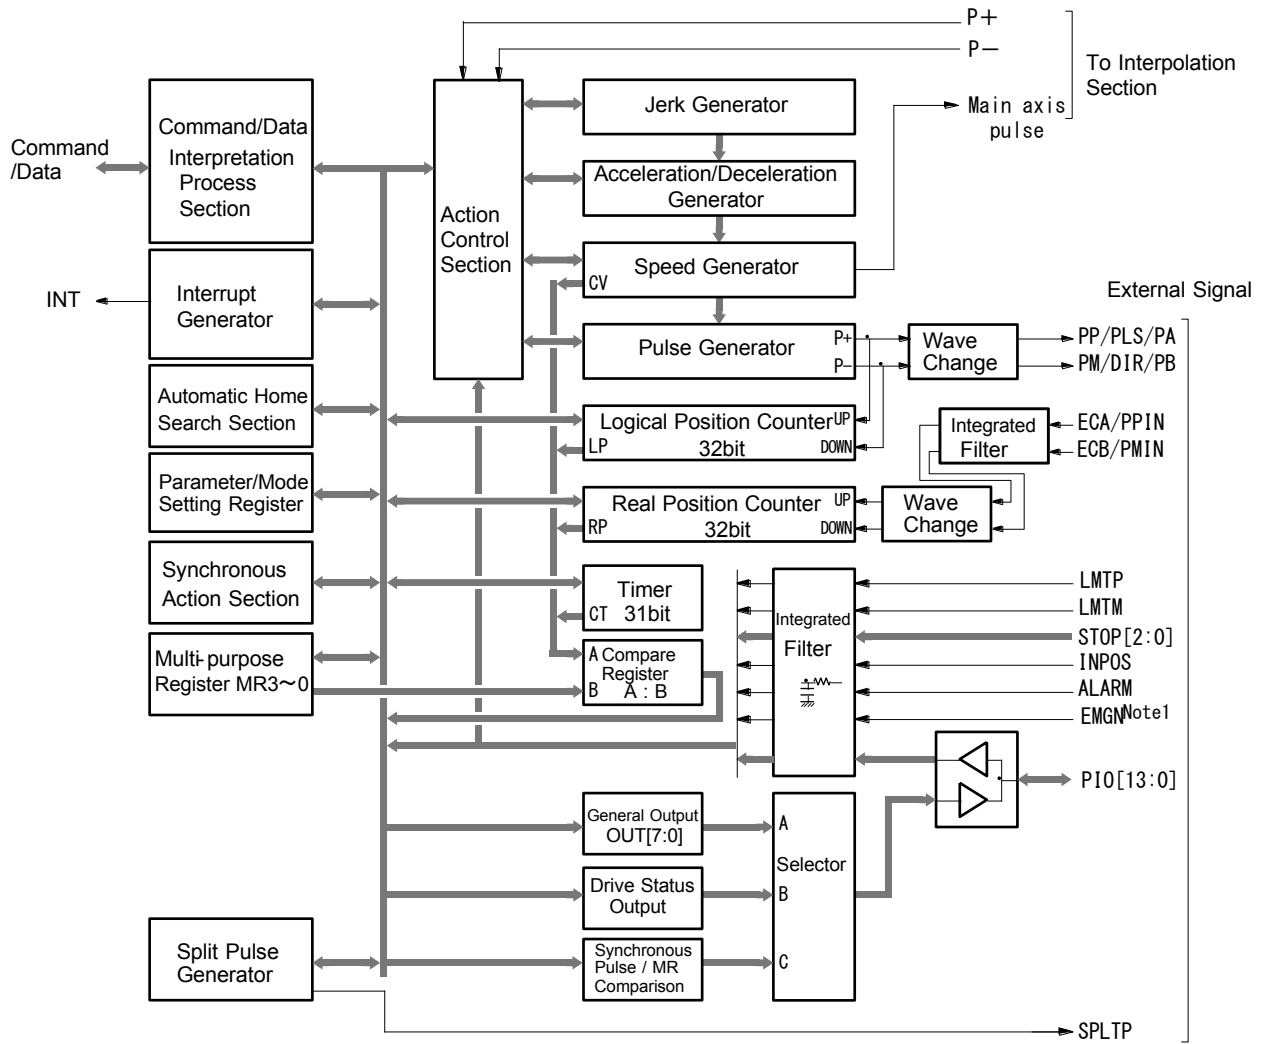 P+
P−
To Interpolation
Section
Main axis
pulse
Command
/Data
Command/Data
Interpretation
Process
Section
Action
Control
Section
Jerk Generator
Acceleration/Deceleration
Generator
Speed Generator
CV
INT
Interrupt
Generator
External Signal
Pulse Generator
P+
P−
Wave
Change
PP/PLS/PA
PM/DIR/PB
Automatic Home
Search Section
Logical Position Counter
32bit
UP
DOWN
LP
Integrated
Filter
ECA/PPIN
ECB/PMIN
Parameter/Mode
Setting Register
Real Position Counter
32bit
UP
DOWN
RP
Wave
Change
Synchronous
Action Section
Timer
CT 31bit
Integrated
Filter
LMTP
LMTM
STOP[2:0]
INPOS
ALARM
EMGN Note1
Multi-purpose
Register MR3～0
A Compare
Register
B A : B
PIO[13:0]
General Output
OUT[7:0]
Drive Status
Output
Synchronous
Pulse / MR
Comparison
A
Selector
B
C
Split Pulse
Generator
SPLTP